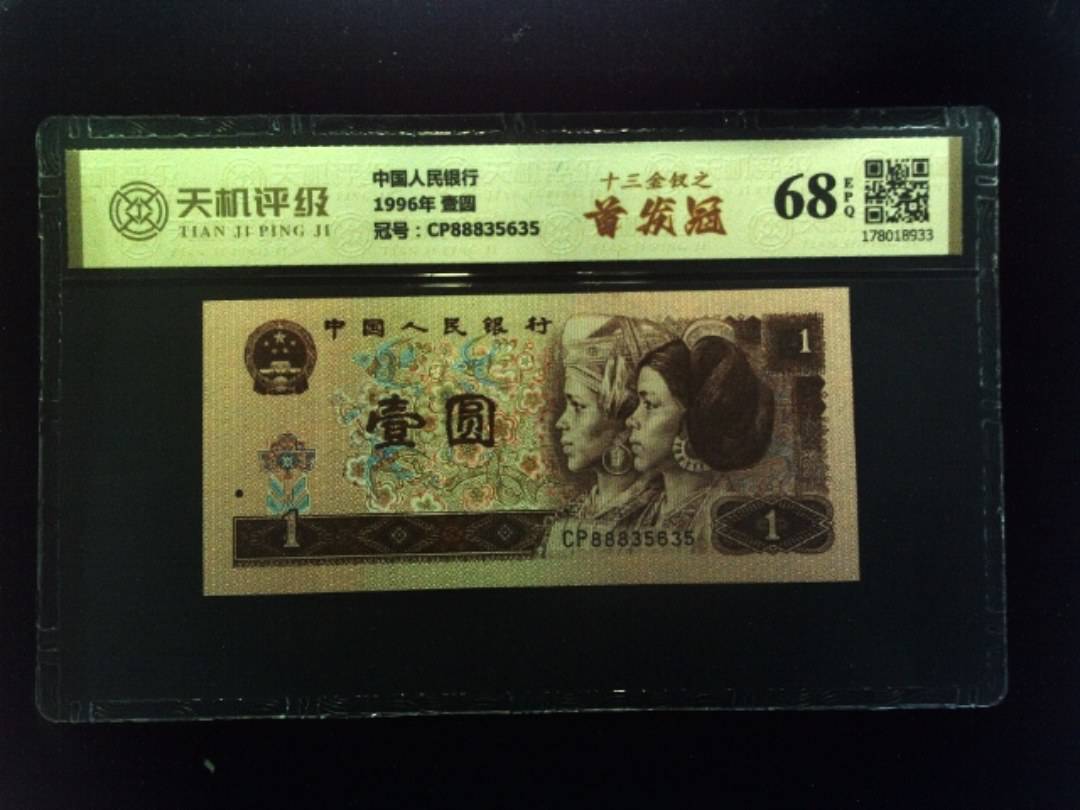 天机评级
TIAN JI PING JI
中国人民银行
1996年 壹圆
冠号：CP88835635
十三金钗之
首发冠
68
EPQ
178018933
中国人民银行
1
壹圆
1
CP88835635
1